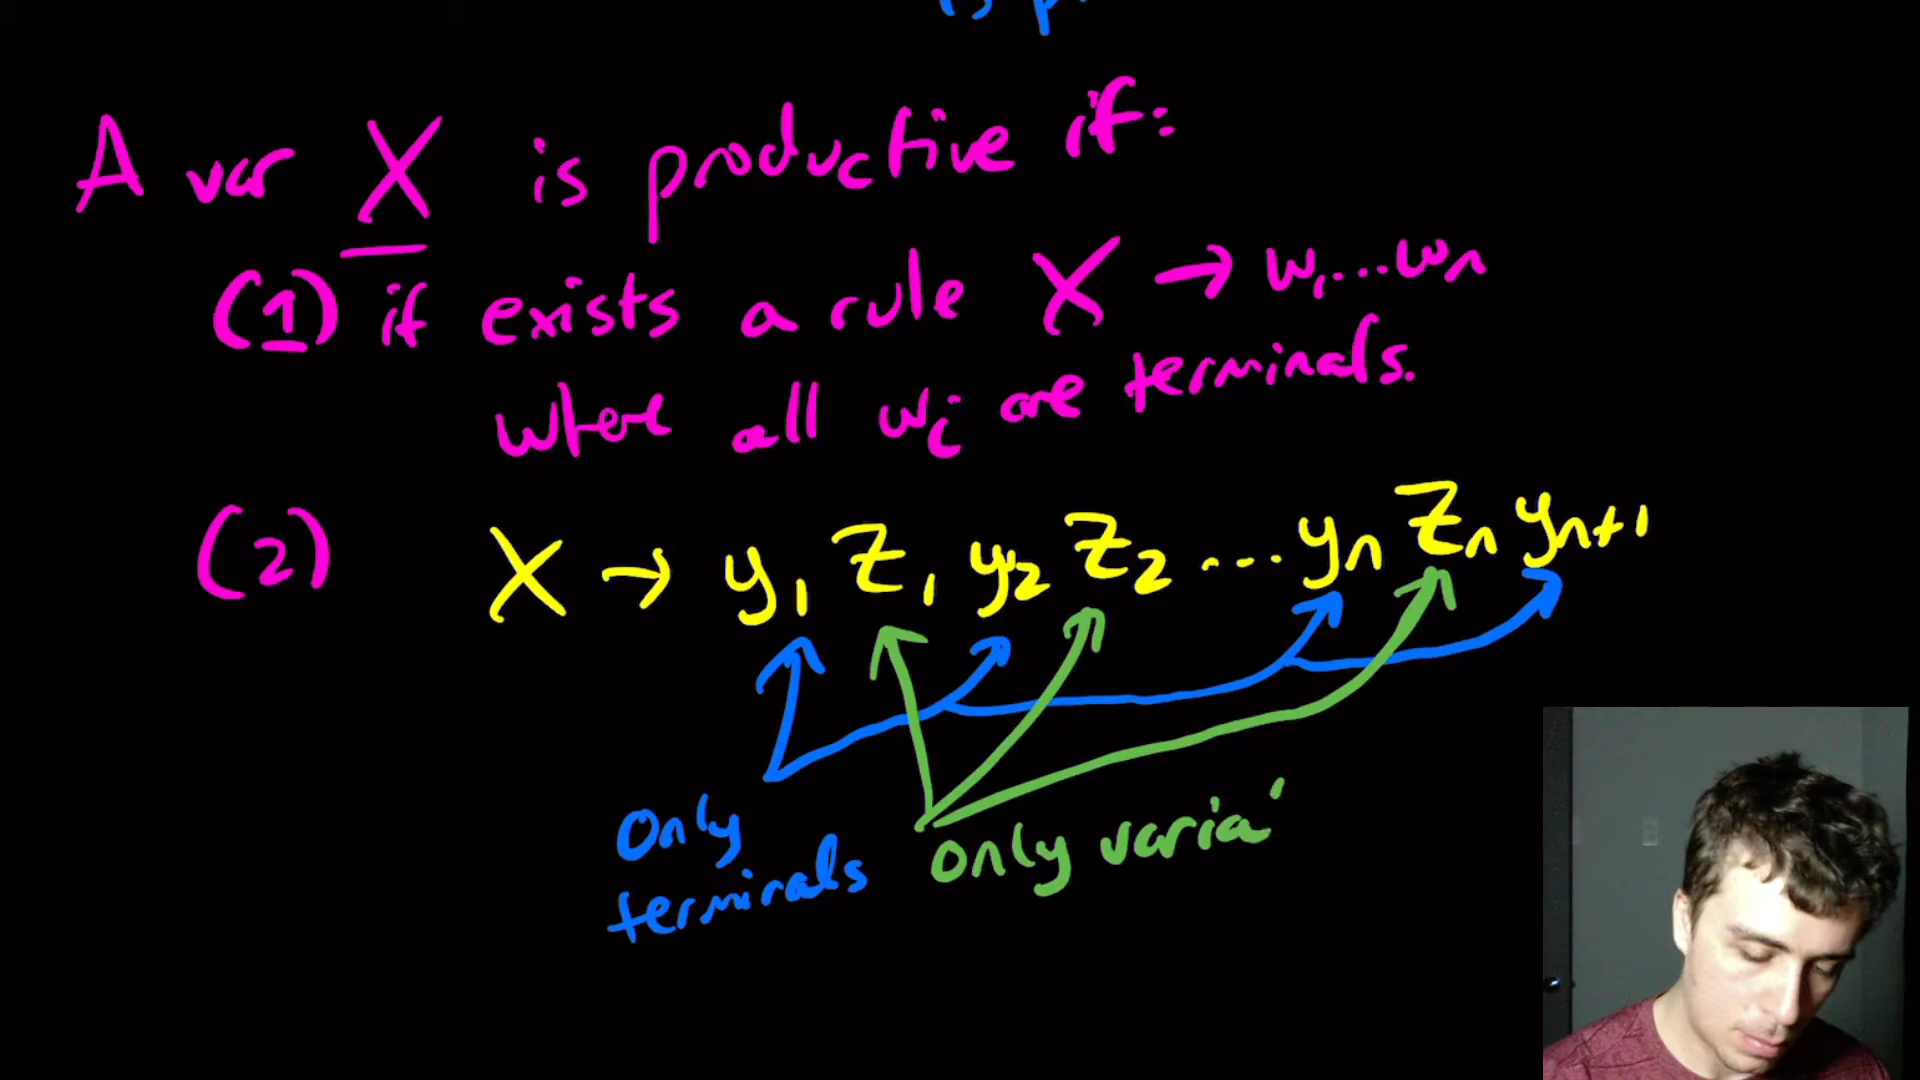 is p
A var X is productive if:
(1) if exists a rule X → w₁...wₙ
where all wᵢ are terminals.
(2) X → y₁ Z₁ y₂ Z₂ ... yₙ Zₙ yₙ₊₁
only terminals
only varia